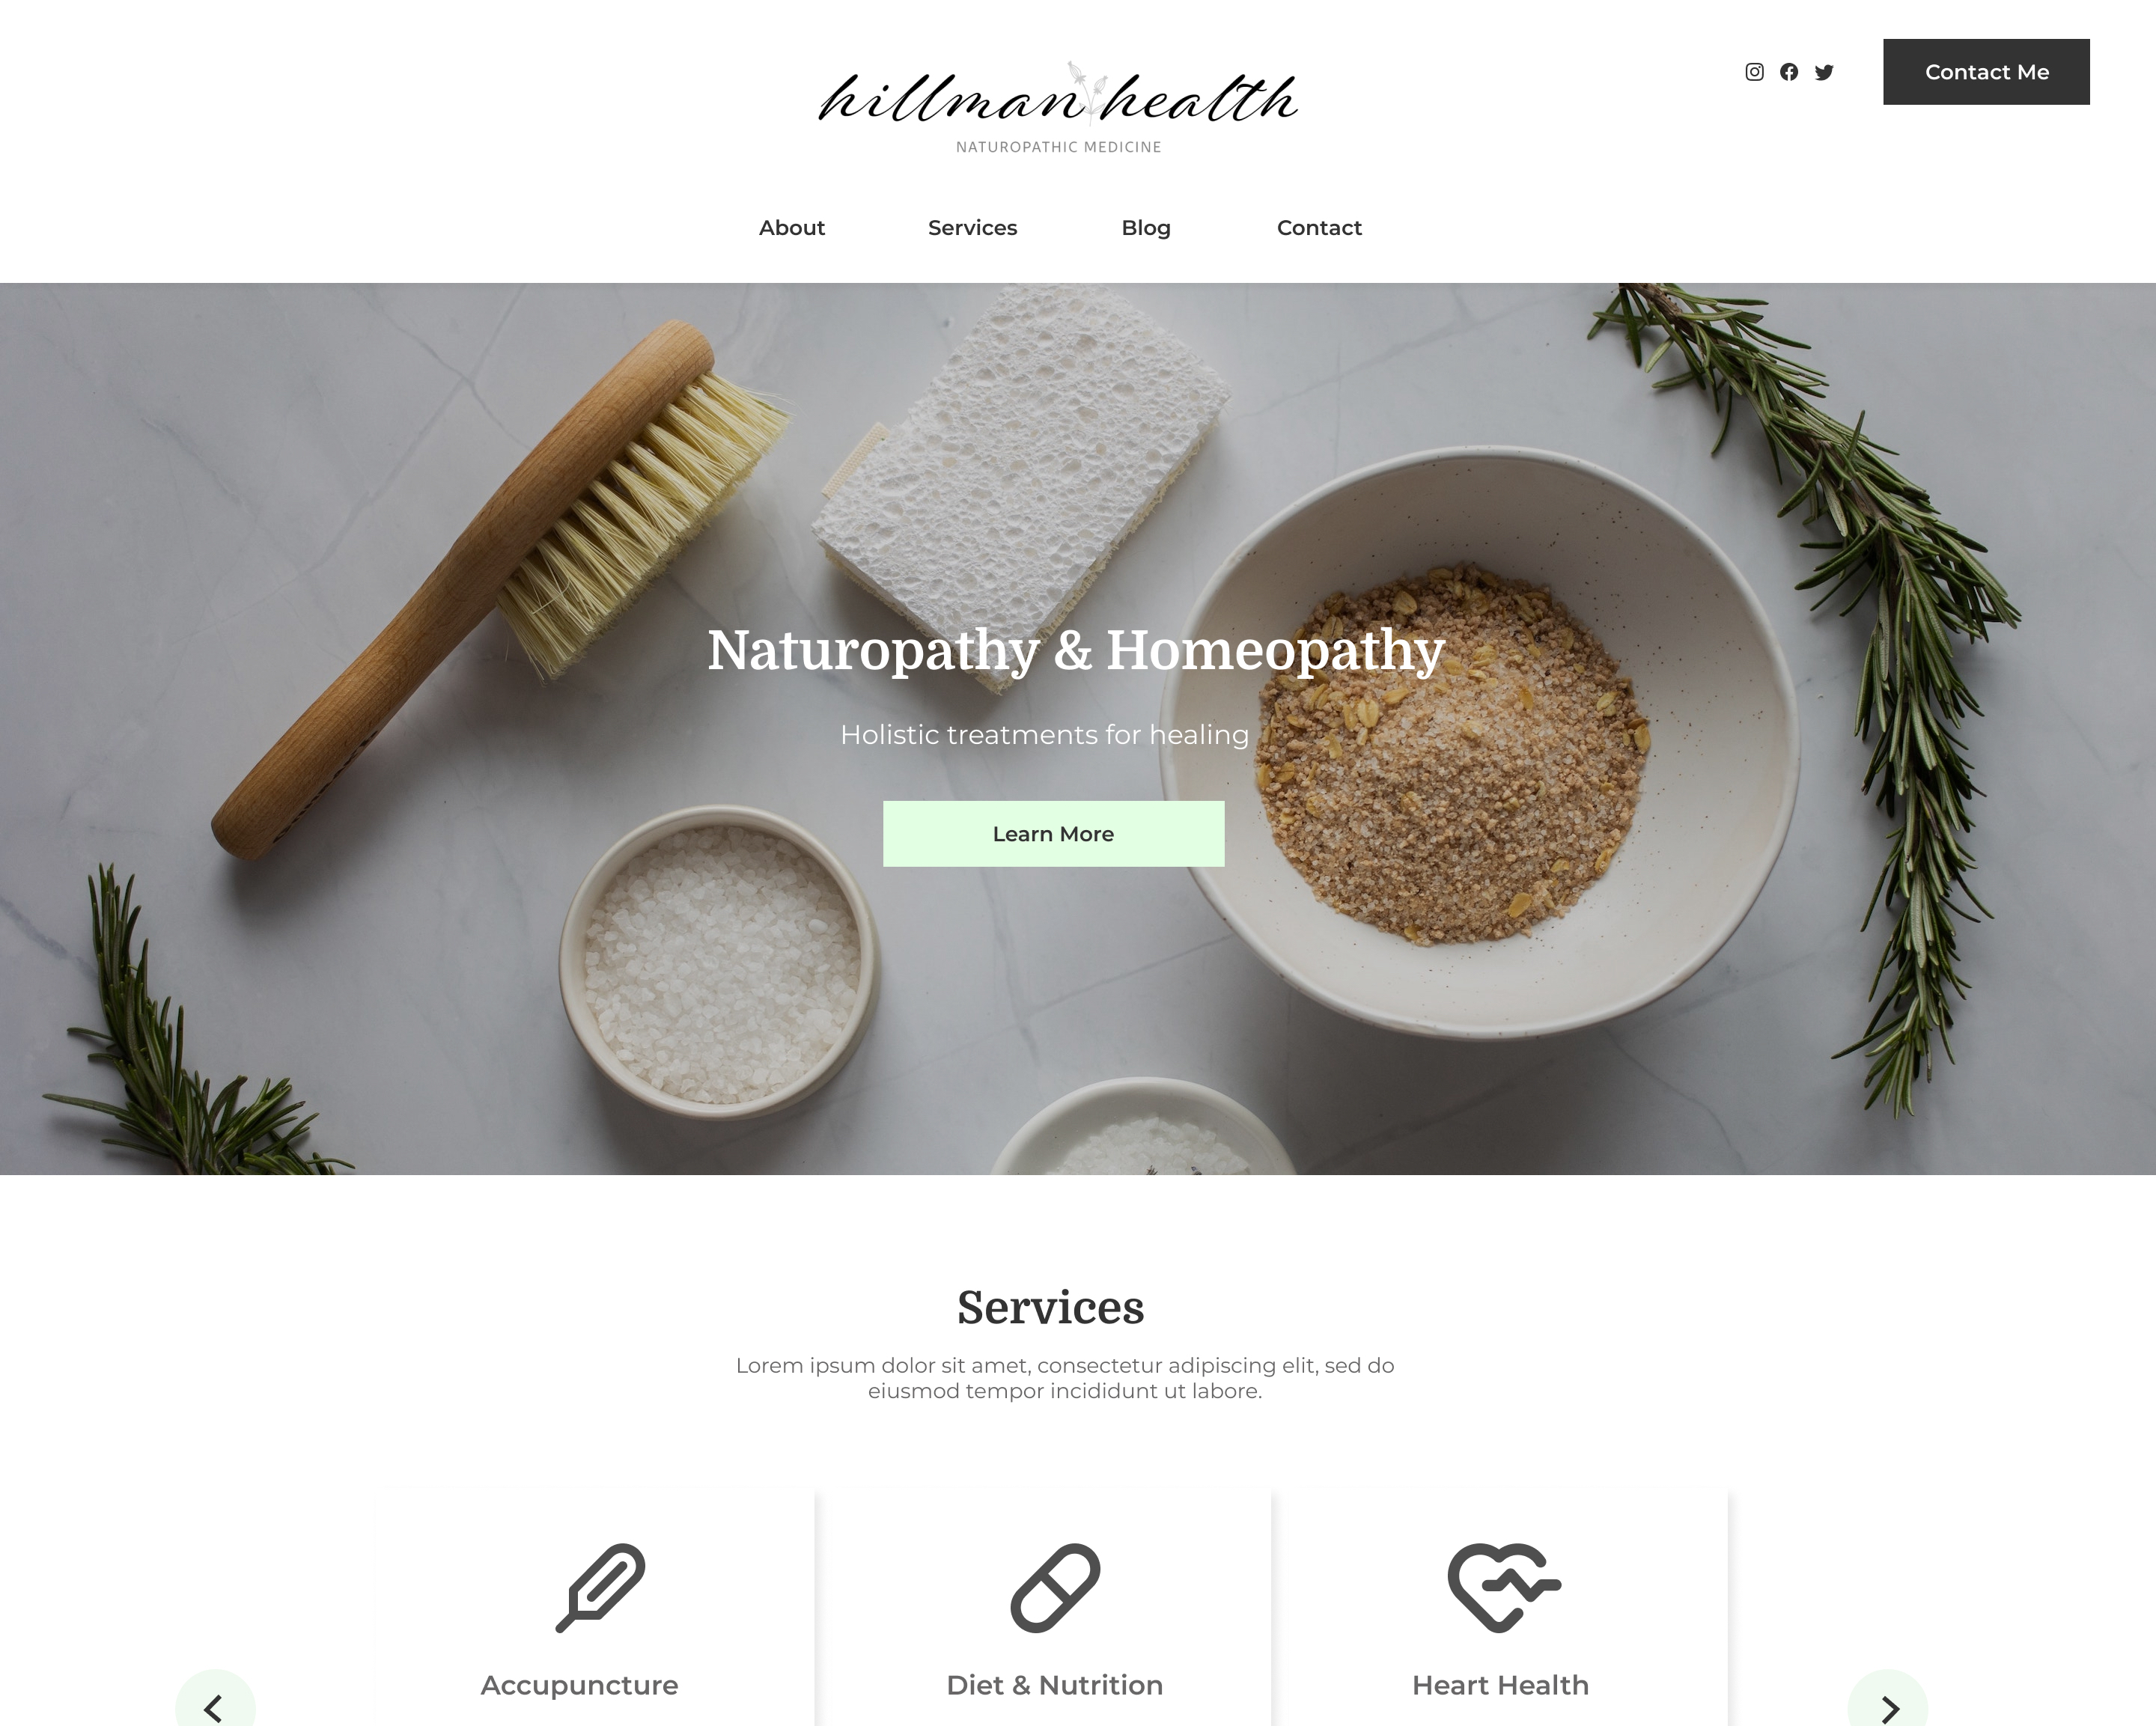 hillman health
NATUROPATHIC MEDICINE
Contact Me
About Services Blog Contact
Naturopathy & Homeopathy
Holistic treatments for healing
Learn More
Services
Lorem ipsum dolor sit amet, consectetur adipiscing elit, sed do
eiusmod tempor incididunt ut labore.
Accupuncture
Diet & Nutrition
Heart Health